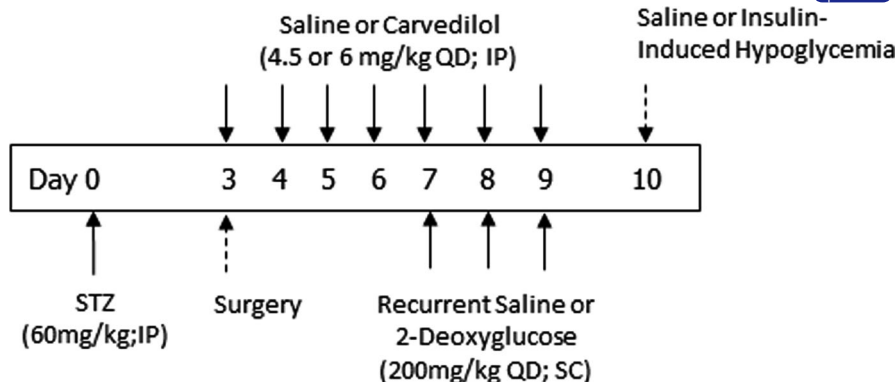 Saline or Carvedilol
(4.5 or 6 mg/kg QD; IP)
Saline or Insulin-
Induced Hypoglycemia
Day 0 3 4 5 6 7 8 9 10
STZ
(60mg/kg;IP)
Surgery
Recurrent Saline or
2-Deoxyglucose
(200mg/kg QD; SC)